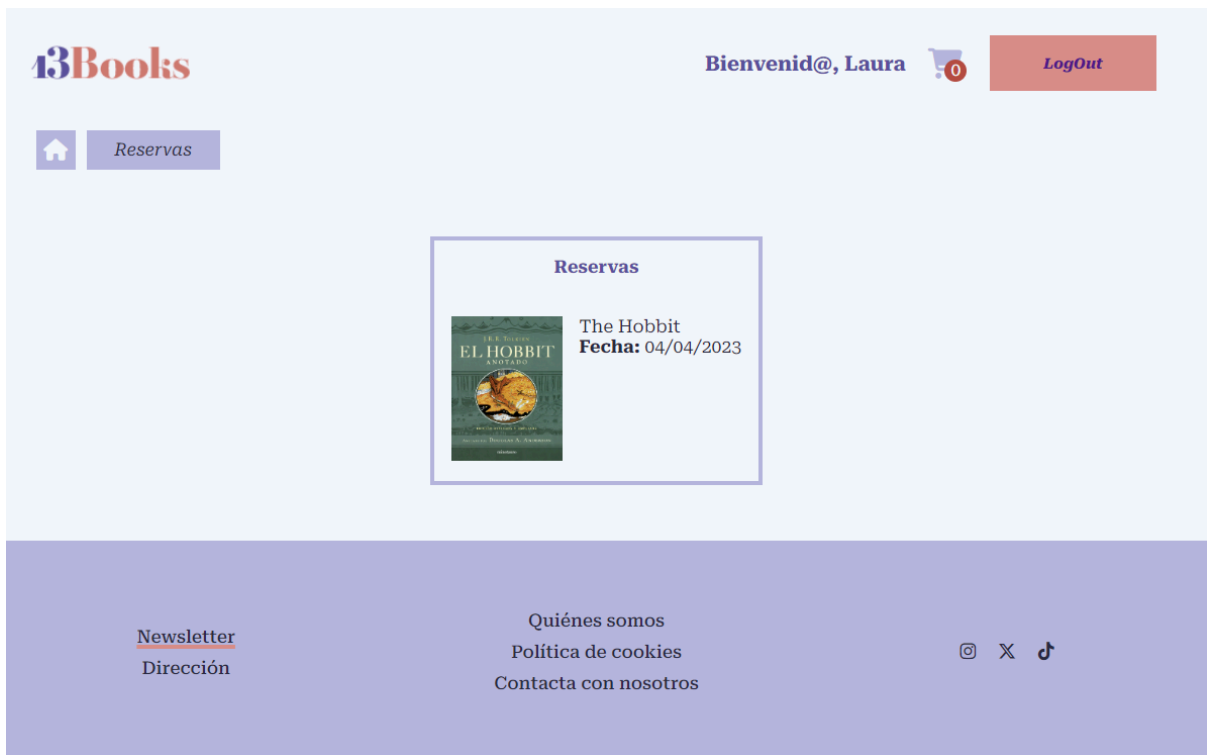 13Books
Bienvenid@, Laura
0
LogOut
Reservas
Reservas
J.R.R. TOLKIEN
EL HOBBIT
ANOTADO
The Hobbit
Fecha: 04/04/2023
Newsletter
Dirección
Quiénes somos
Política de cookies
Contacta con nosotros